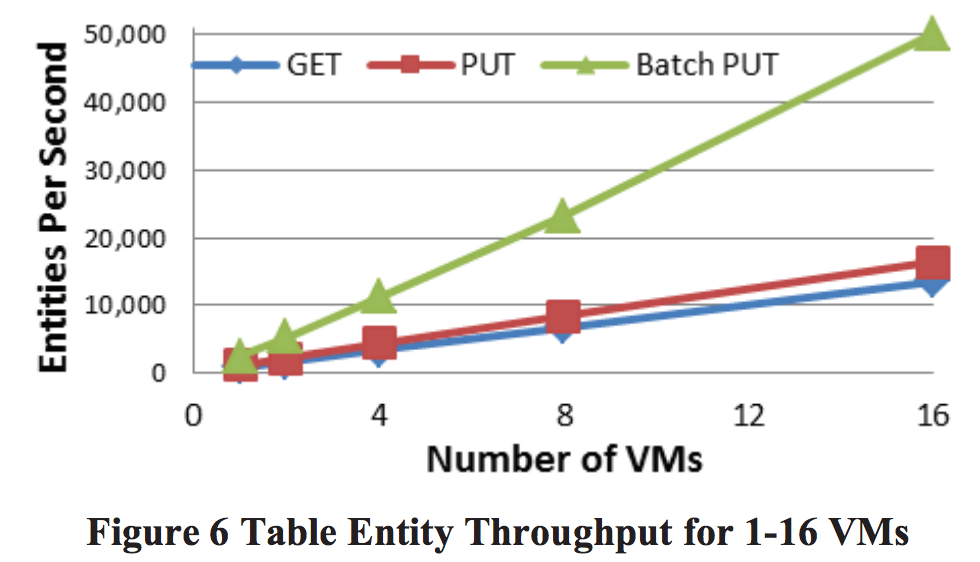 50,000
40,000
30,000
20,000
10,000
0
Entities Per Second
GET PUT Batch PUT
0 4 8 12 16
Number of VMs
Figure 6 Table Entity Throughput for 1-16 VMs